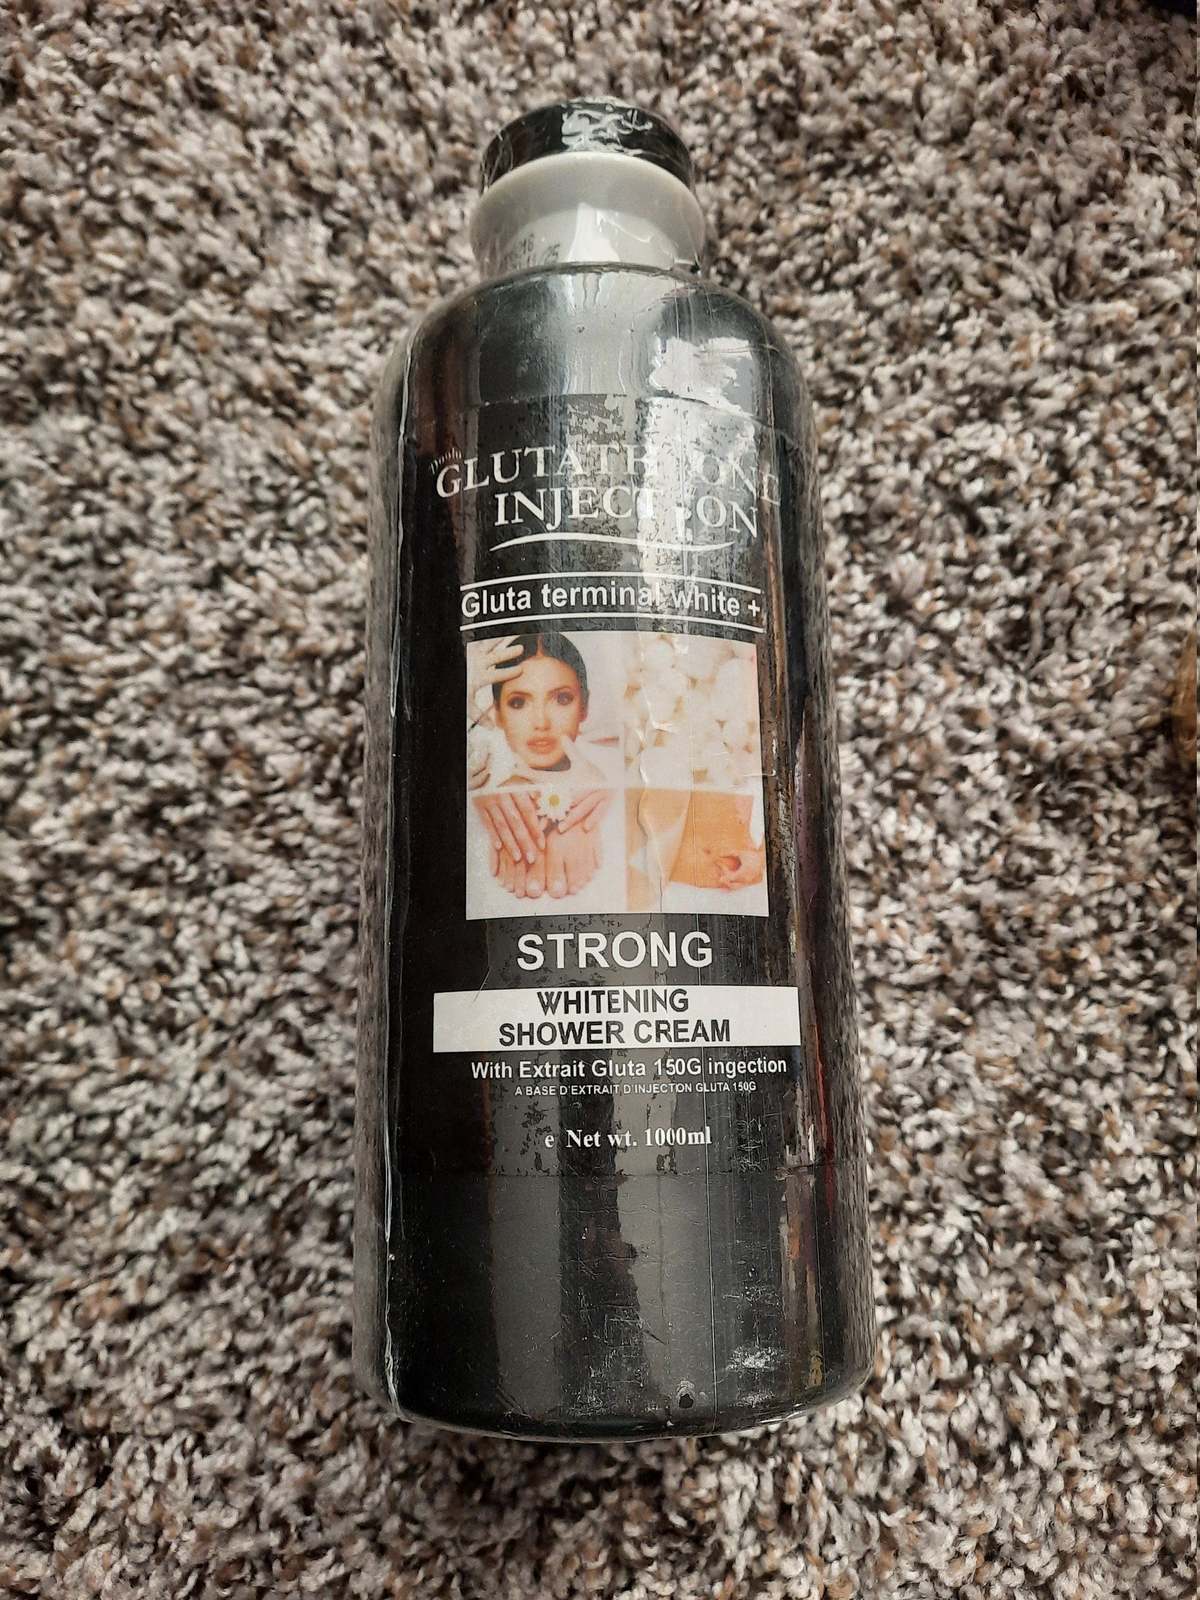 GLUTATHIONE
INJECTION
Gluta terminal white +
STRONG
WHITENING
SHOWER CREAM
With Extrait Gluta 150G ingection
A BASE D'EXTRAIT D'INJECTON GLUTA 150G
e Net wt. 1000ml